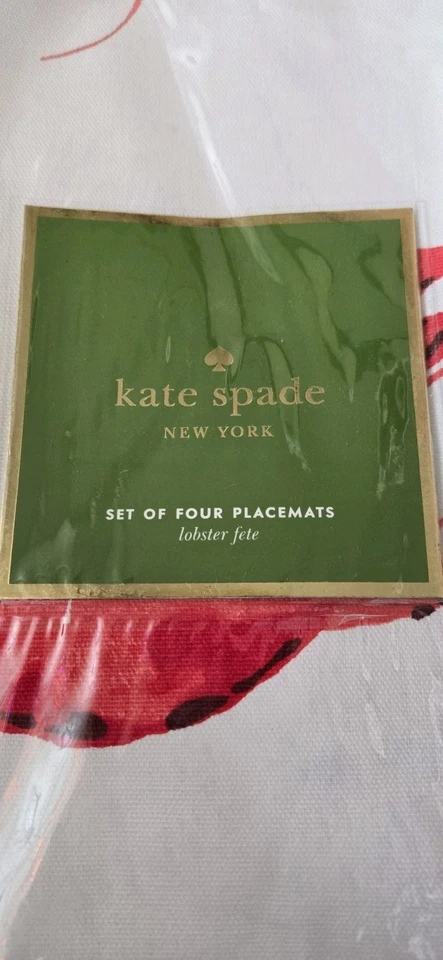 kate spade
NEW YORK
SET OF FOUR PLACEMATS
lobster fete